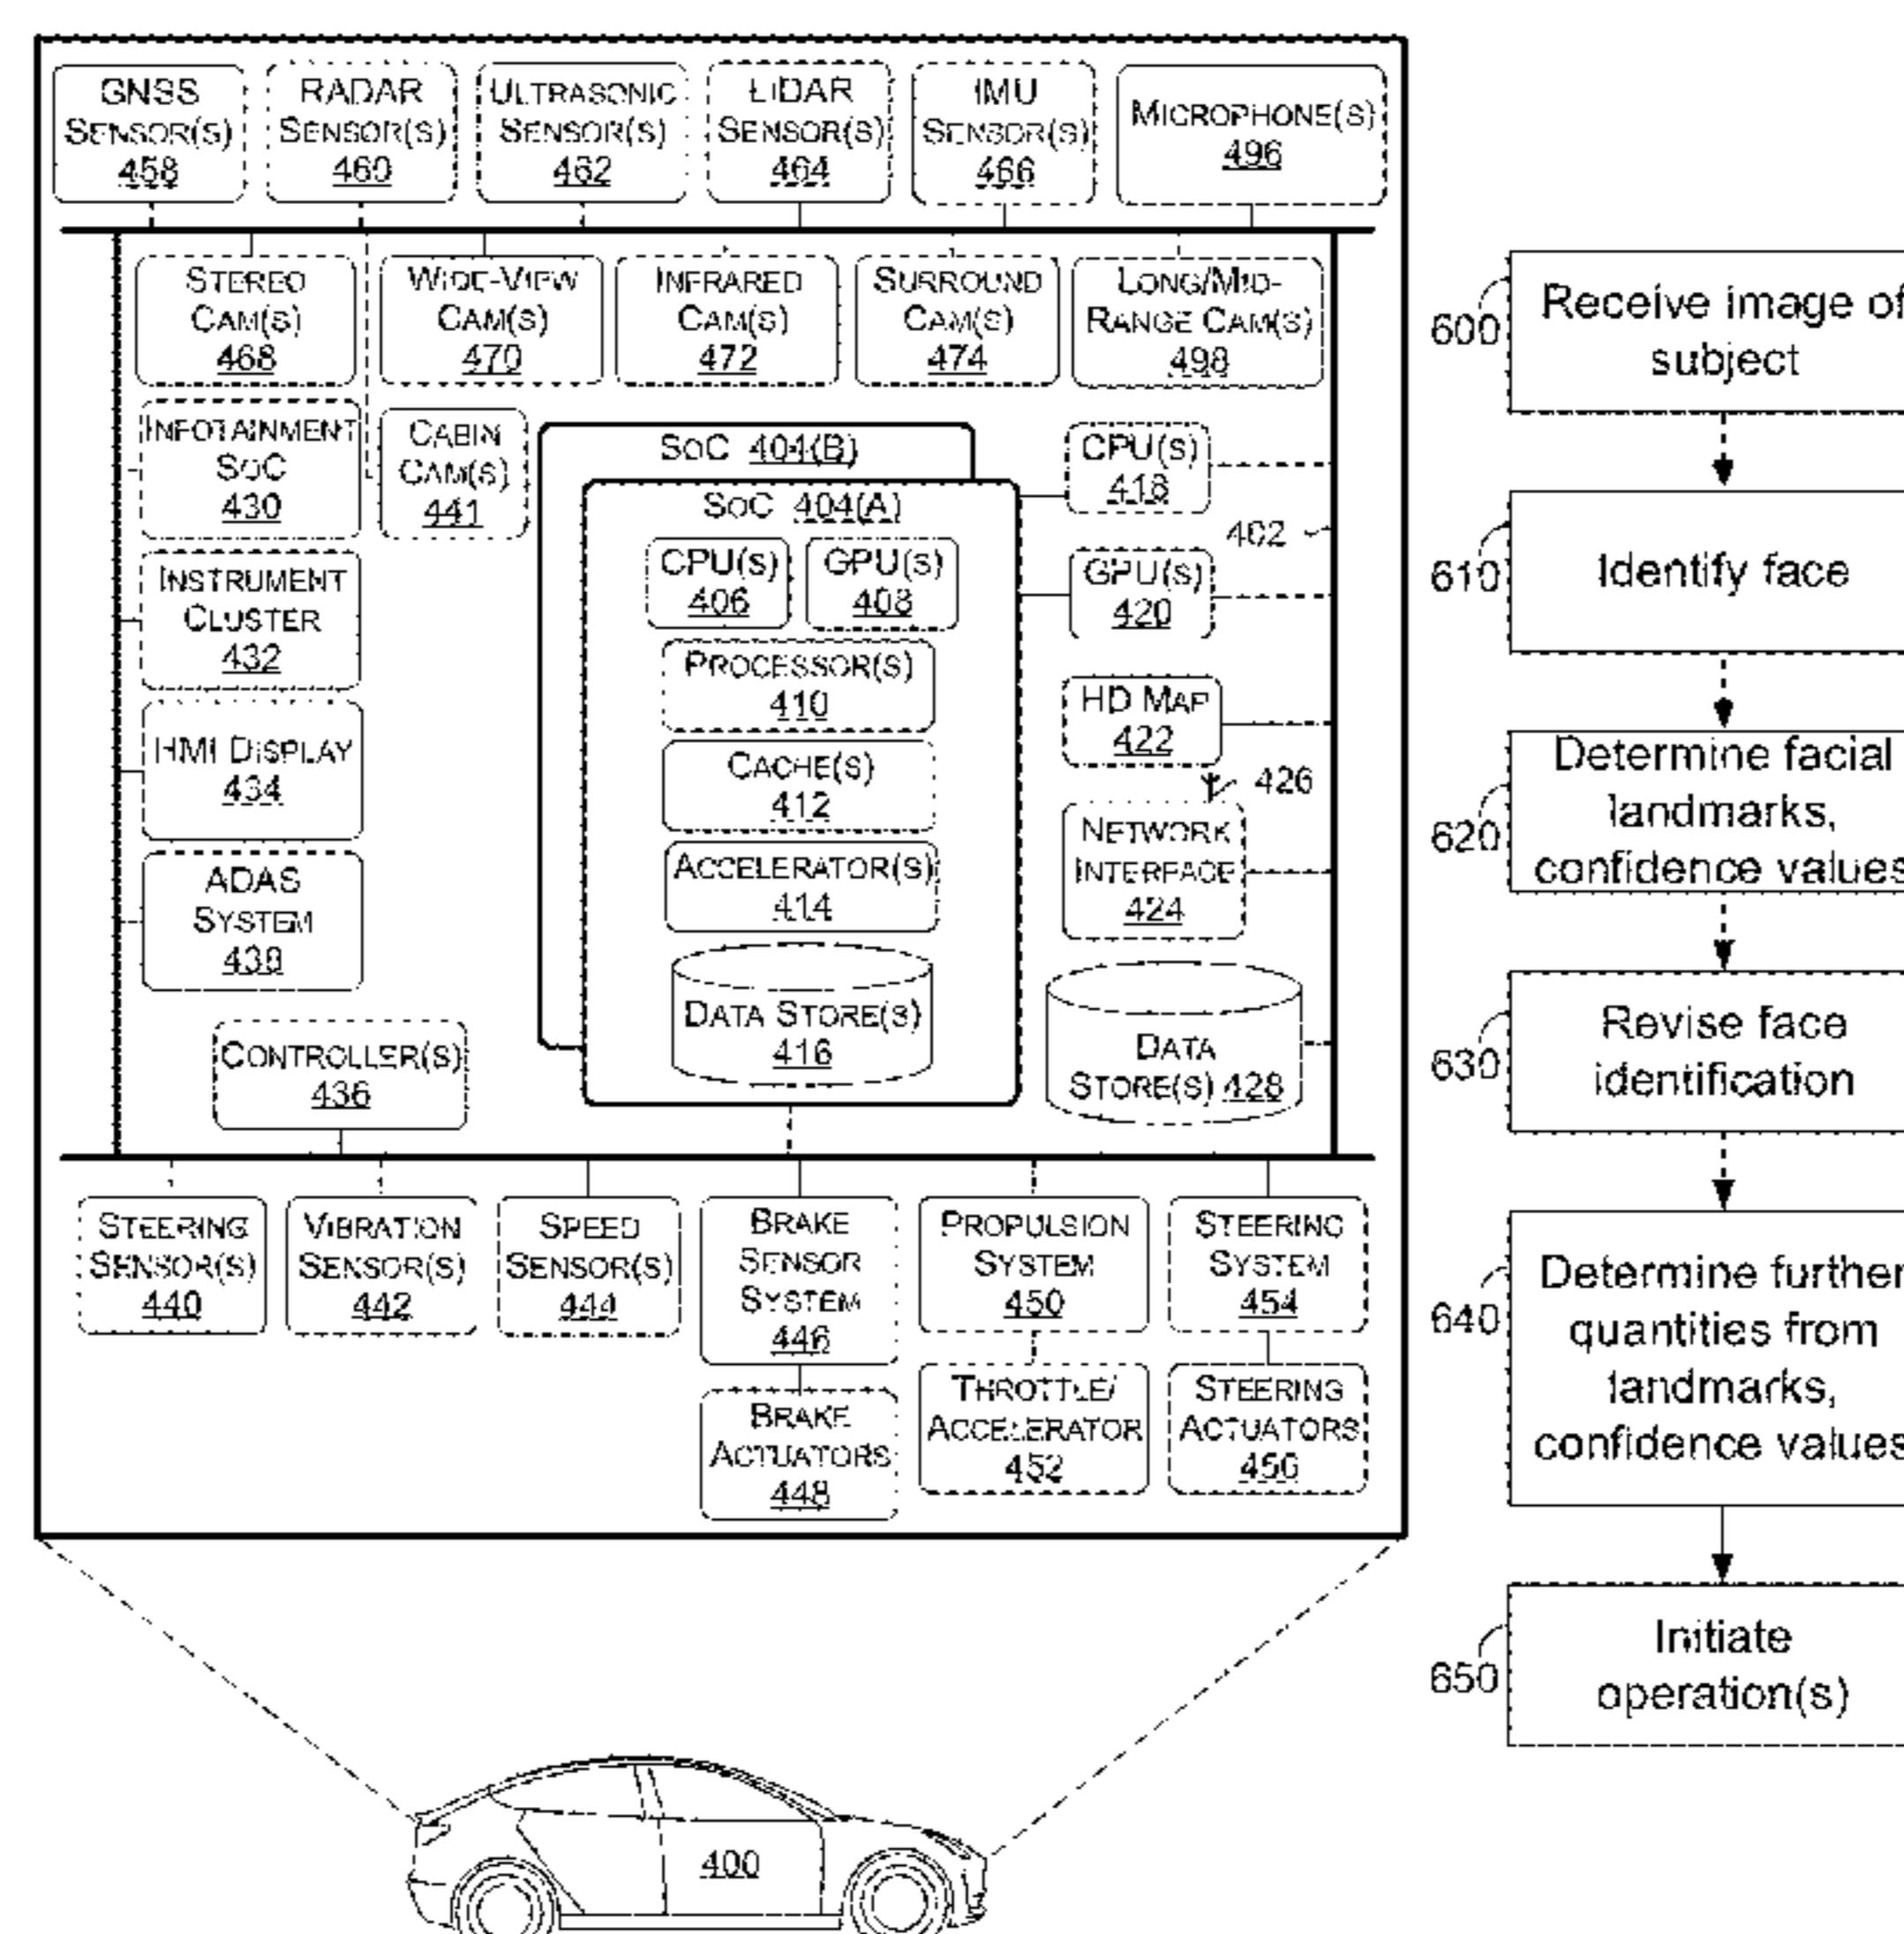 GNSS
SENSOR(S)
458
RADAR
SENSOR(S)
460
ULTRASONIC
SENSOR(S)
462
LIDAR
SENSOR(S)
464
IMU
SENSOR(S)
466
MICROPHONE(S)
496
STEREO
CAM(S)
468
WIDE-VIEW
CAM(S)
470
INFRARED
CAM(S)
472
SURROUND
CAM(S)
474
LONG/MID-
RANGE CAM(S)
498
INFOTAINMENT
SOC
430
CABIN
CAM(S)
441
INSTRUMENT
CLUSTER
432
HMI DISPLAY
434
ADAS
SYSTEM
438
CONTROLLER(S)
436
SOC 404(B)
SOC 404(A)
CPU(S)
406
GPU(S)
408
PROCESSOR(S)
410
CACHE(S)
412
ACCELERATOR(S)
414
DATA STORE(S)
416
CPU(S)
418
402
GPU(S)
420
HD MAP
422
426
NETWORK
INTERFACE
424
DATA
STORE(S) 428
STEERING
SENSOR(S)
440
VIBRATION
SENSOR(S)
442
SPEED
SENSOR(S)
444
BRAKE
SENSOR
SYSTEM
446
BRAKE
ACTUATORS
448
PROPULSION
SYSTEM
450
THROTTLE/
ACCELERATOR
452
STEERING
SYSTEM
454
STEERING
ACTUATORS
456
400
600
Receive image of
subject
610
Identify face
620
Determine facial
landmarks,
confidence values
630
Revise face
identification
640
Determine further
quantities from
landmarks,
confidence values
650
Initiate
operation(s)